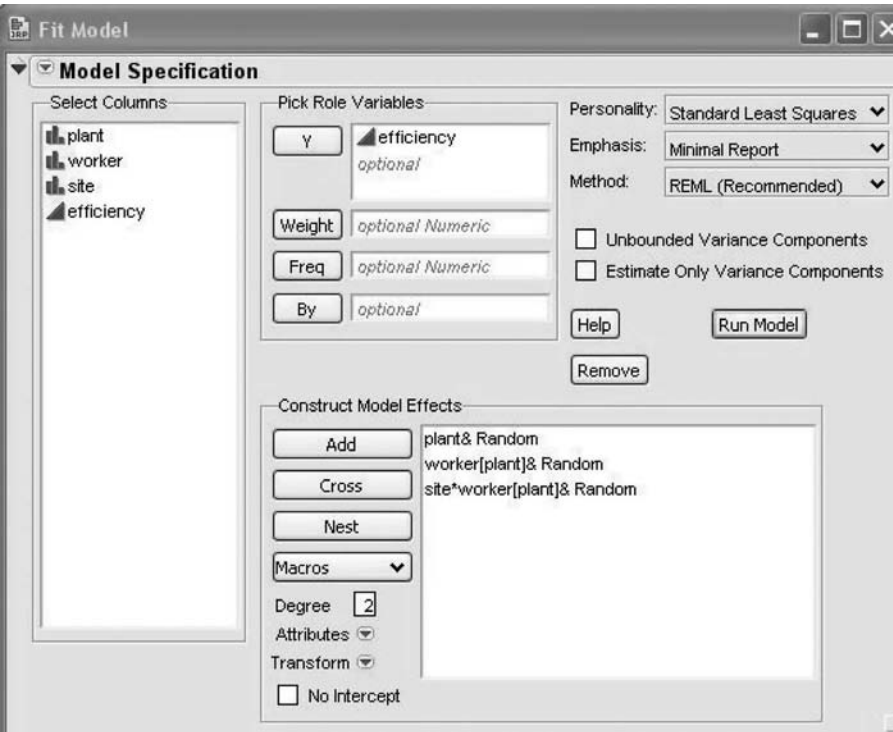 Fit Model
Model Specification
Select Columns
plant
worker
site
efficiency
Pick Role Variables
Y
efficiency
optional
Weight
optional Numeric
Freq
optional Numeric
By
optional
Personality:
Standard Least Squares
Emphasis:
Minimal Report
Method:
REML (Recommended)
Unbounded Variance Components
Estimate Only Variance Components
Help
Run Model
Remove
Construct Model Effects
Add
Cross
Nest
Macros
Degree 2
Attributes
Transform
No Intercept
plant& Random
worker[plant]& Random
site*worker[plant]& Random